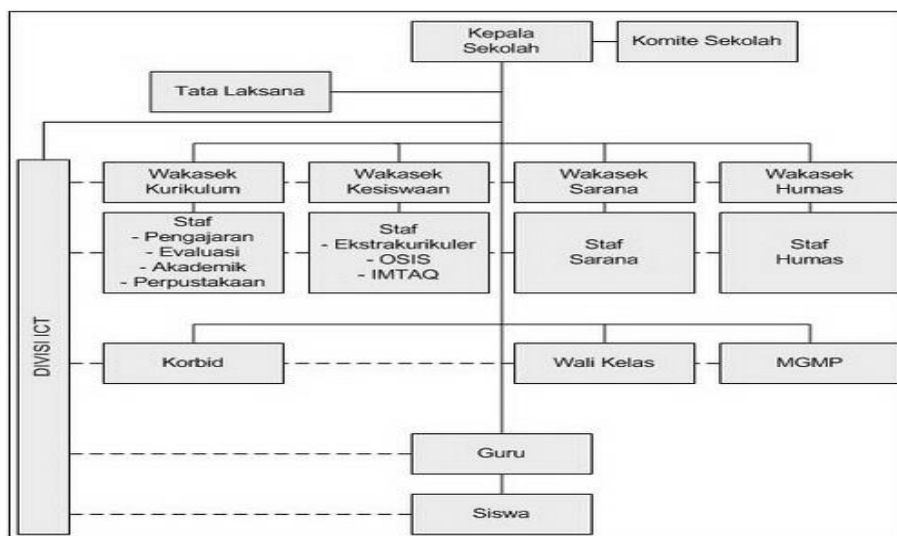 Kepala
Sekolah
Komite Sekolah
Tata Laksana
Wakasek
Kurikulum
Wakasek
Kesiswaan
Wakasek
Sarana
Wakasek
Humas
Staf
- Pengajaran
- Evaluasi
- Akademik
- Perpustakaan
Staf
- Ekstrakurikuler
- OSIS
- IMTAQ
Staf
Sarana
Staf
Humas
DIVISI ICT
Korbid
Wali Kelas
MGMP
Guru
Siswa